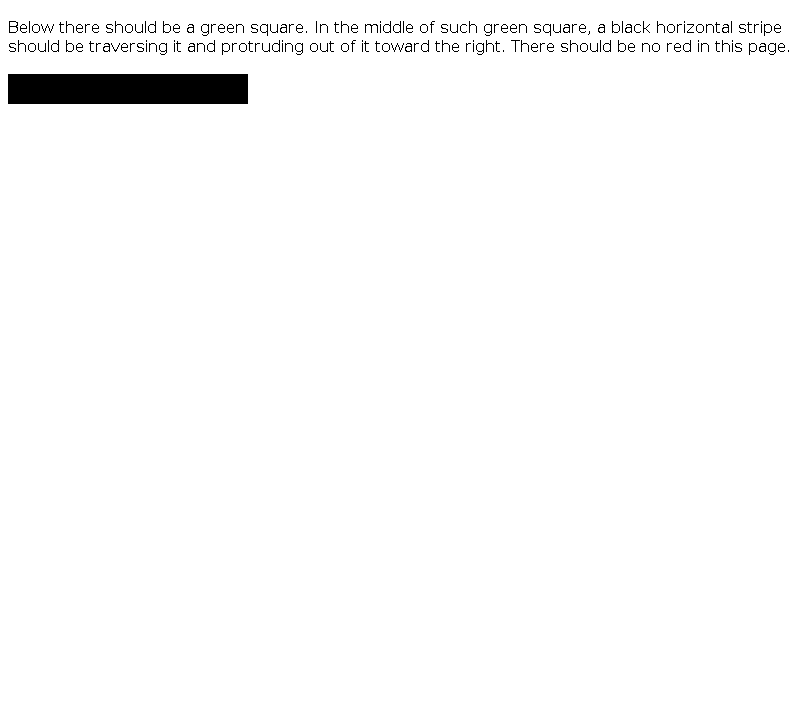 Below there should be a green square. In the middle of such green square, a black horizontal stripe
should be traversing it and protruding out of it toward the right. There should be no red in this page.